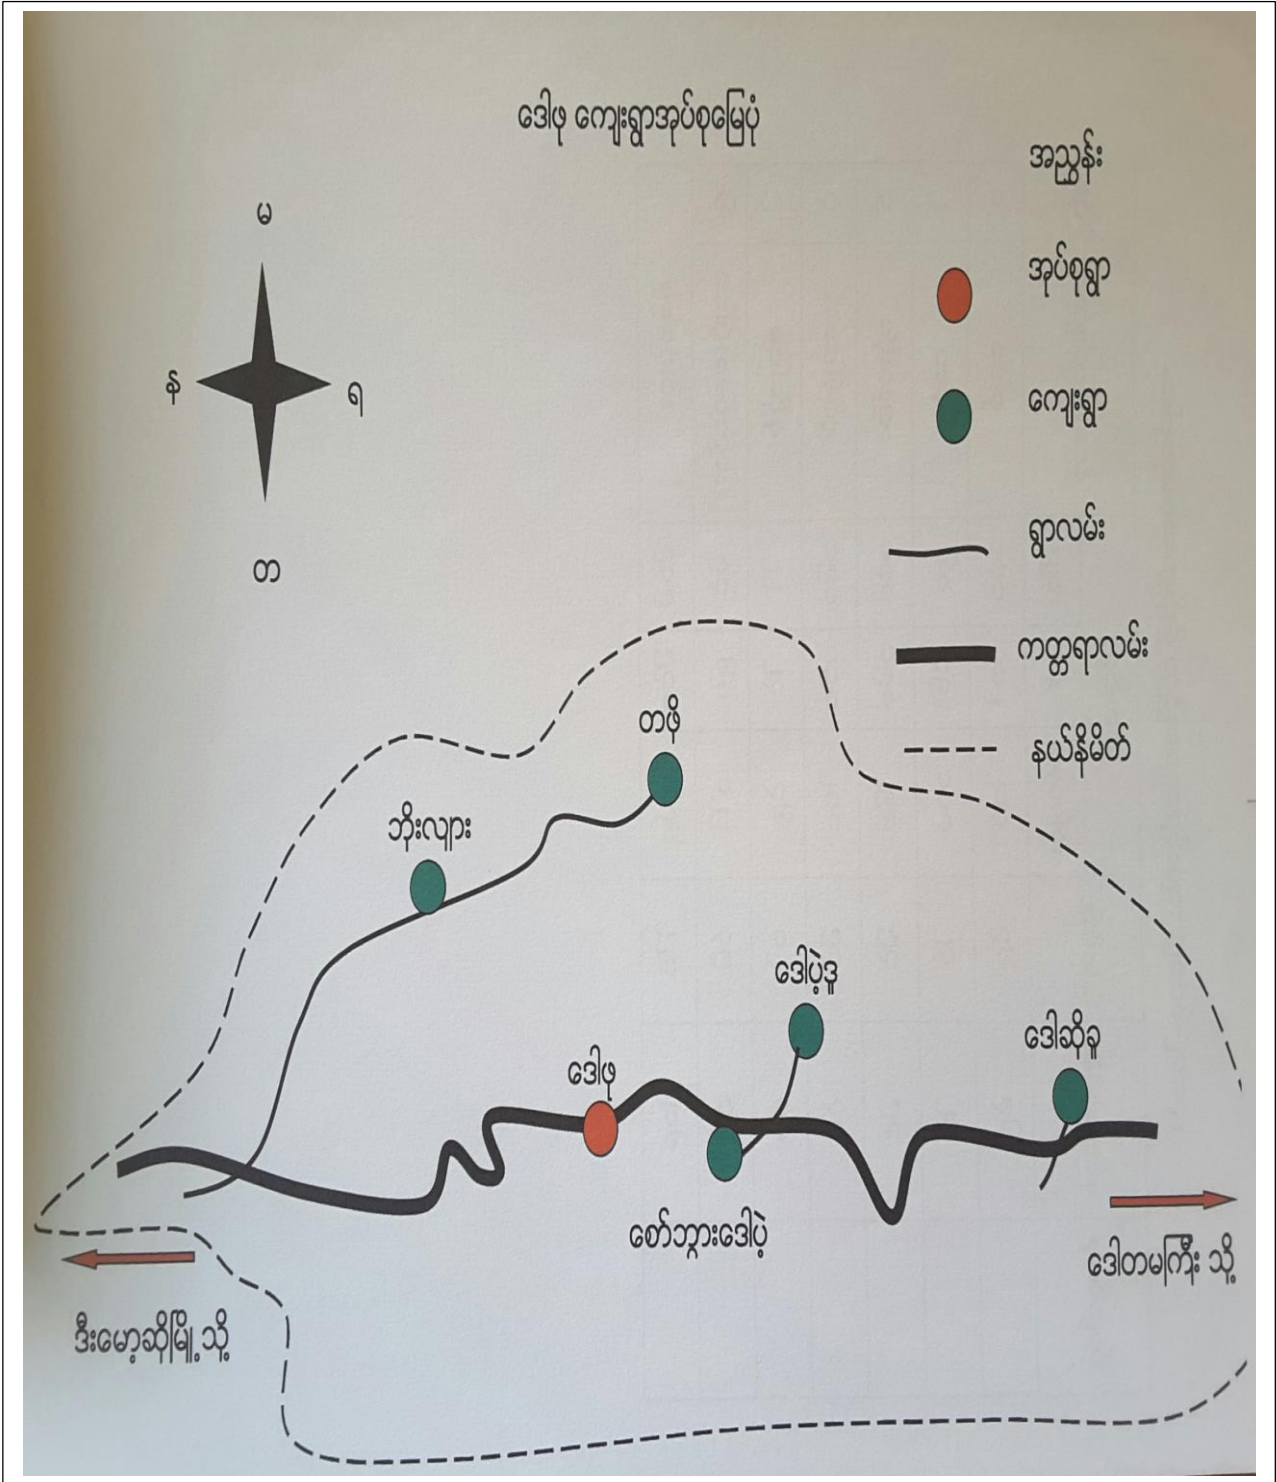 ဒေါဖု ကျေးရွာအုပ်စုမြေပုံ
အညွှန်း
မ
အုပ်စုရွာ
န
ရ
ကျေးရွာ
ရွာလမ်း
တ
ကတ္တရာလမ်း
တဖို
နယ်နိမိတ်
ဘိုးလျား
ဒေါပဲ့ဒူ
ဒေါဆိုခူ
ဒေါဖု
စော်ဘွားဒေါပဲ့
ဒေါတမကြီး သို့
ဒီးမော့ဆိုမြို့ သို့